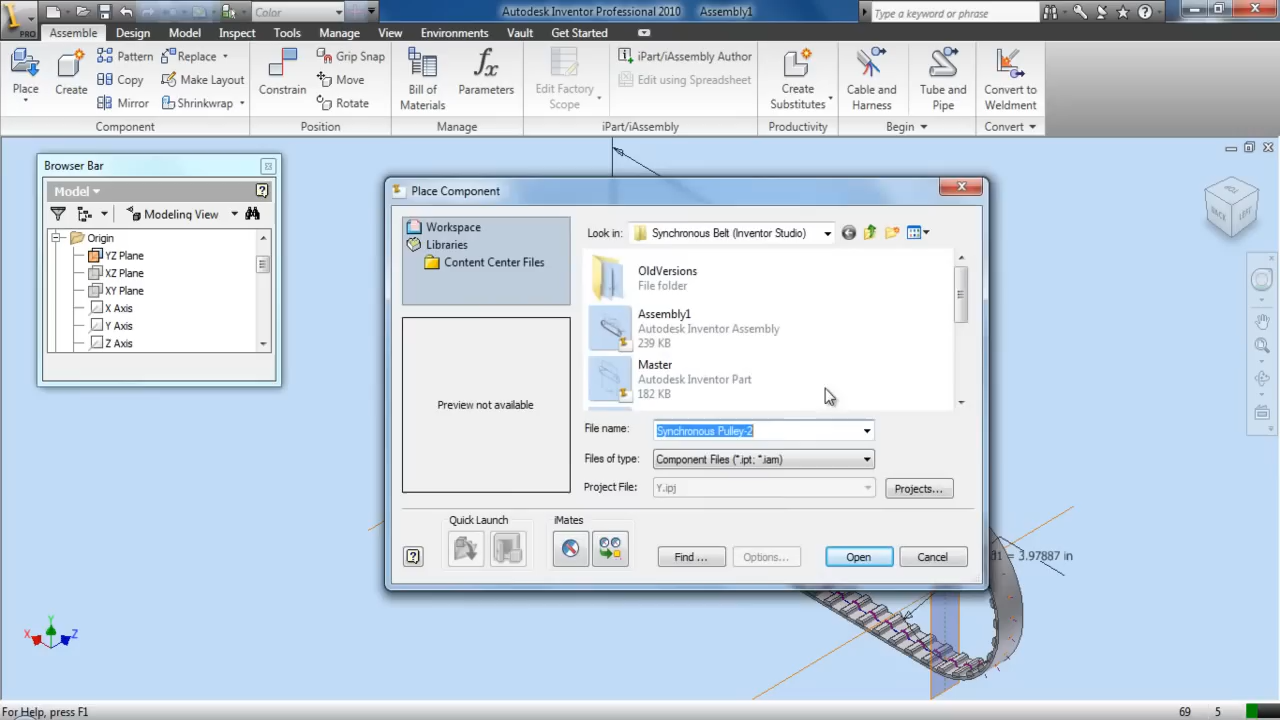 Color
Autodesk Inventor Professional 2010 Assembly1
Type a keyword or phrase
PRO
Assemble Design Model Inspect Tools Manage View Environments Vault Get Started
Place
Create
Pattern
Copy
Mirror
Replace
Make Layout
Shrinkwrap
Component
Constrain
Grip Snap
Move
Rotate
Position
Bill of
Materials
Parameters
Manage
Edit Factory
Scope
iPart/iAssembly Author
Edit using Spreadsheet
iPart/iAssembly
Create
Substitutes
Productivity
Cable and
Harness
Tube and
Pipe
Begin
Convert to
Weldment
Convert
Browser Bar
Model
Modeling View
Origin
YZ Plane
XZ Plane
XY Plane
X Axis
Y Axis
Z Axis
Place Component
Workspace
Libraries
Content Center Files
Preview not available
Look in: Synchronous Belt (Inventor Studio)
OldVersions
File folder
Assembly1
Autodesk Inventor Assembly
239 KB
Master
Autodesk Inventor Part
182 KB
File name: Synchronous Pulley-2
Files of type: Component Files (*.ipt; *.iam)
Project File: Y.ipj Projects...
Quick Launch
iMates
Find ... Options... Open Cancel
BACK
LEFT
= 3.97887 in
X Y Z
For Help, press F1
69 5